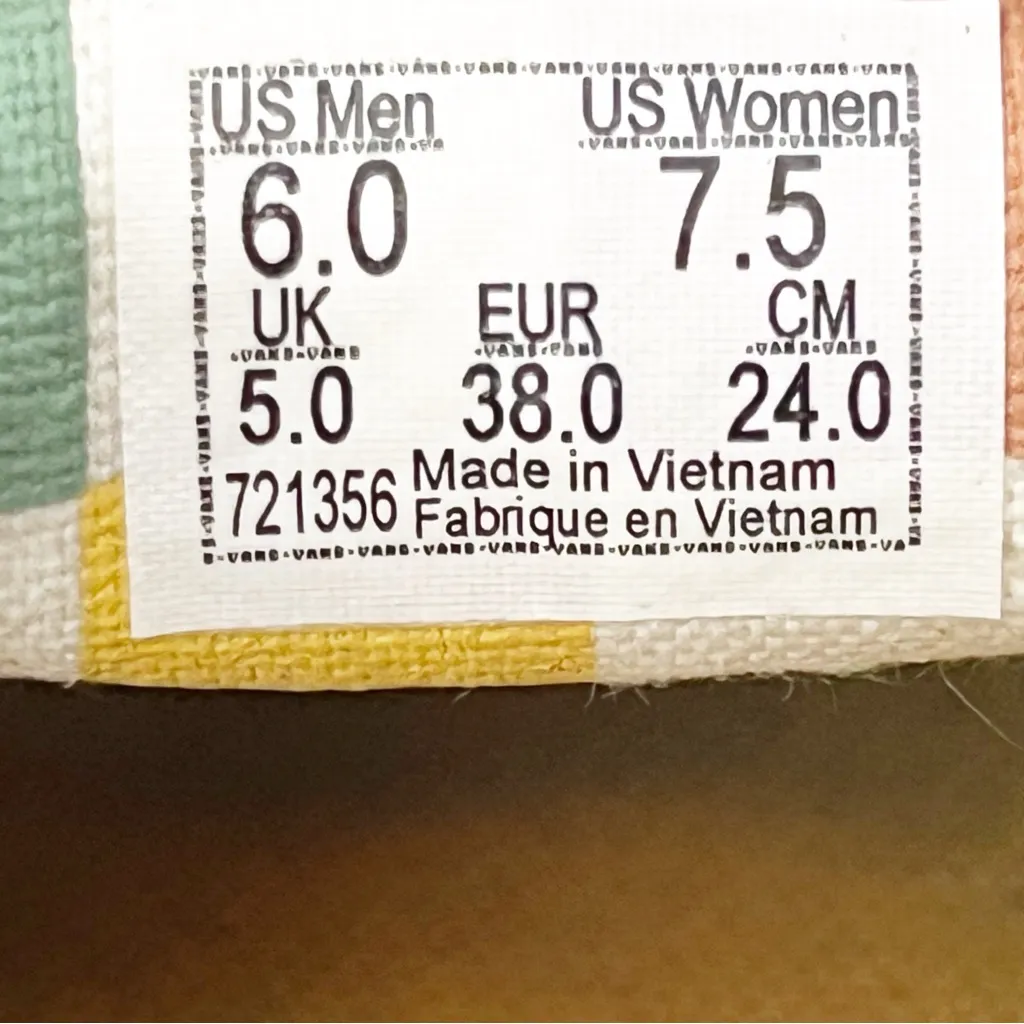 US Men US Women
6.0 7.5
UK EUR CM
5.0 38.0 24.0
721356 Made in Vietnam
Fabrique en Vietnam